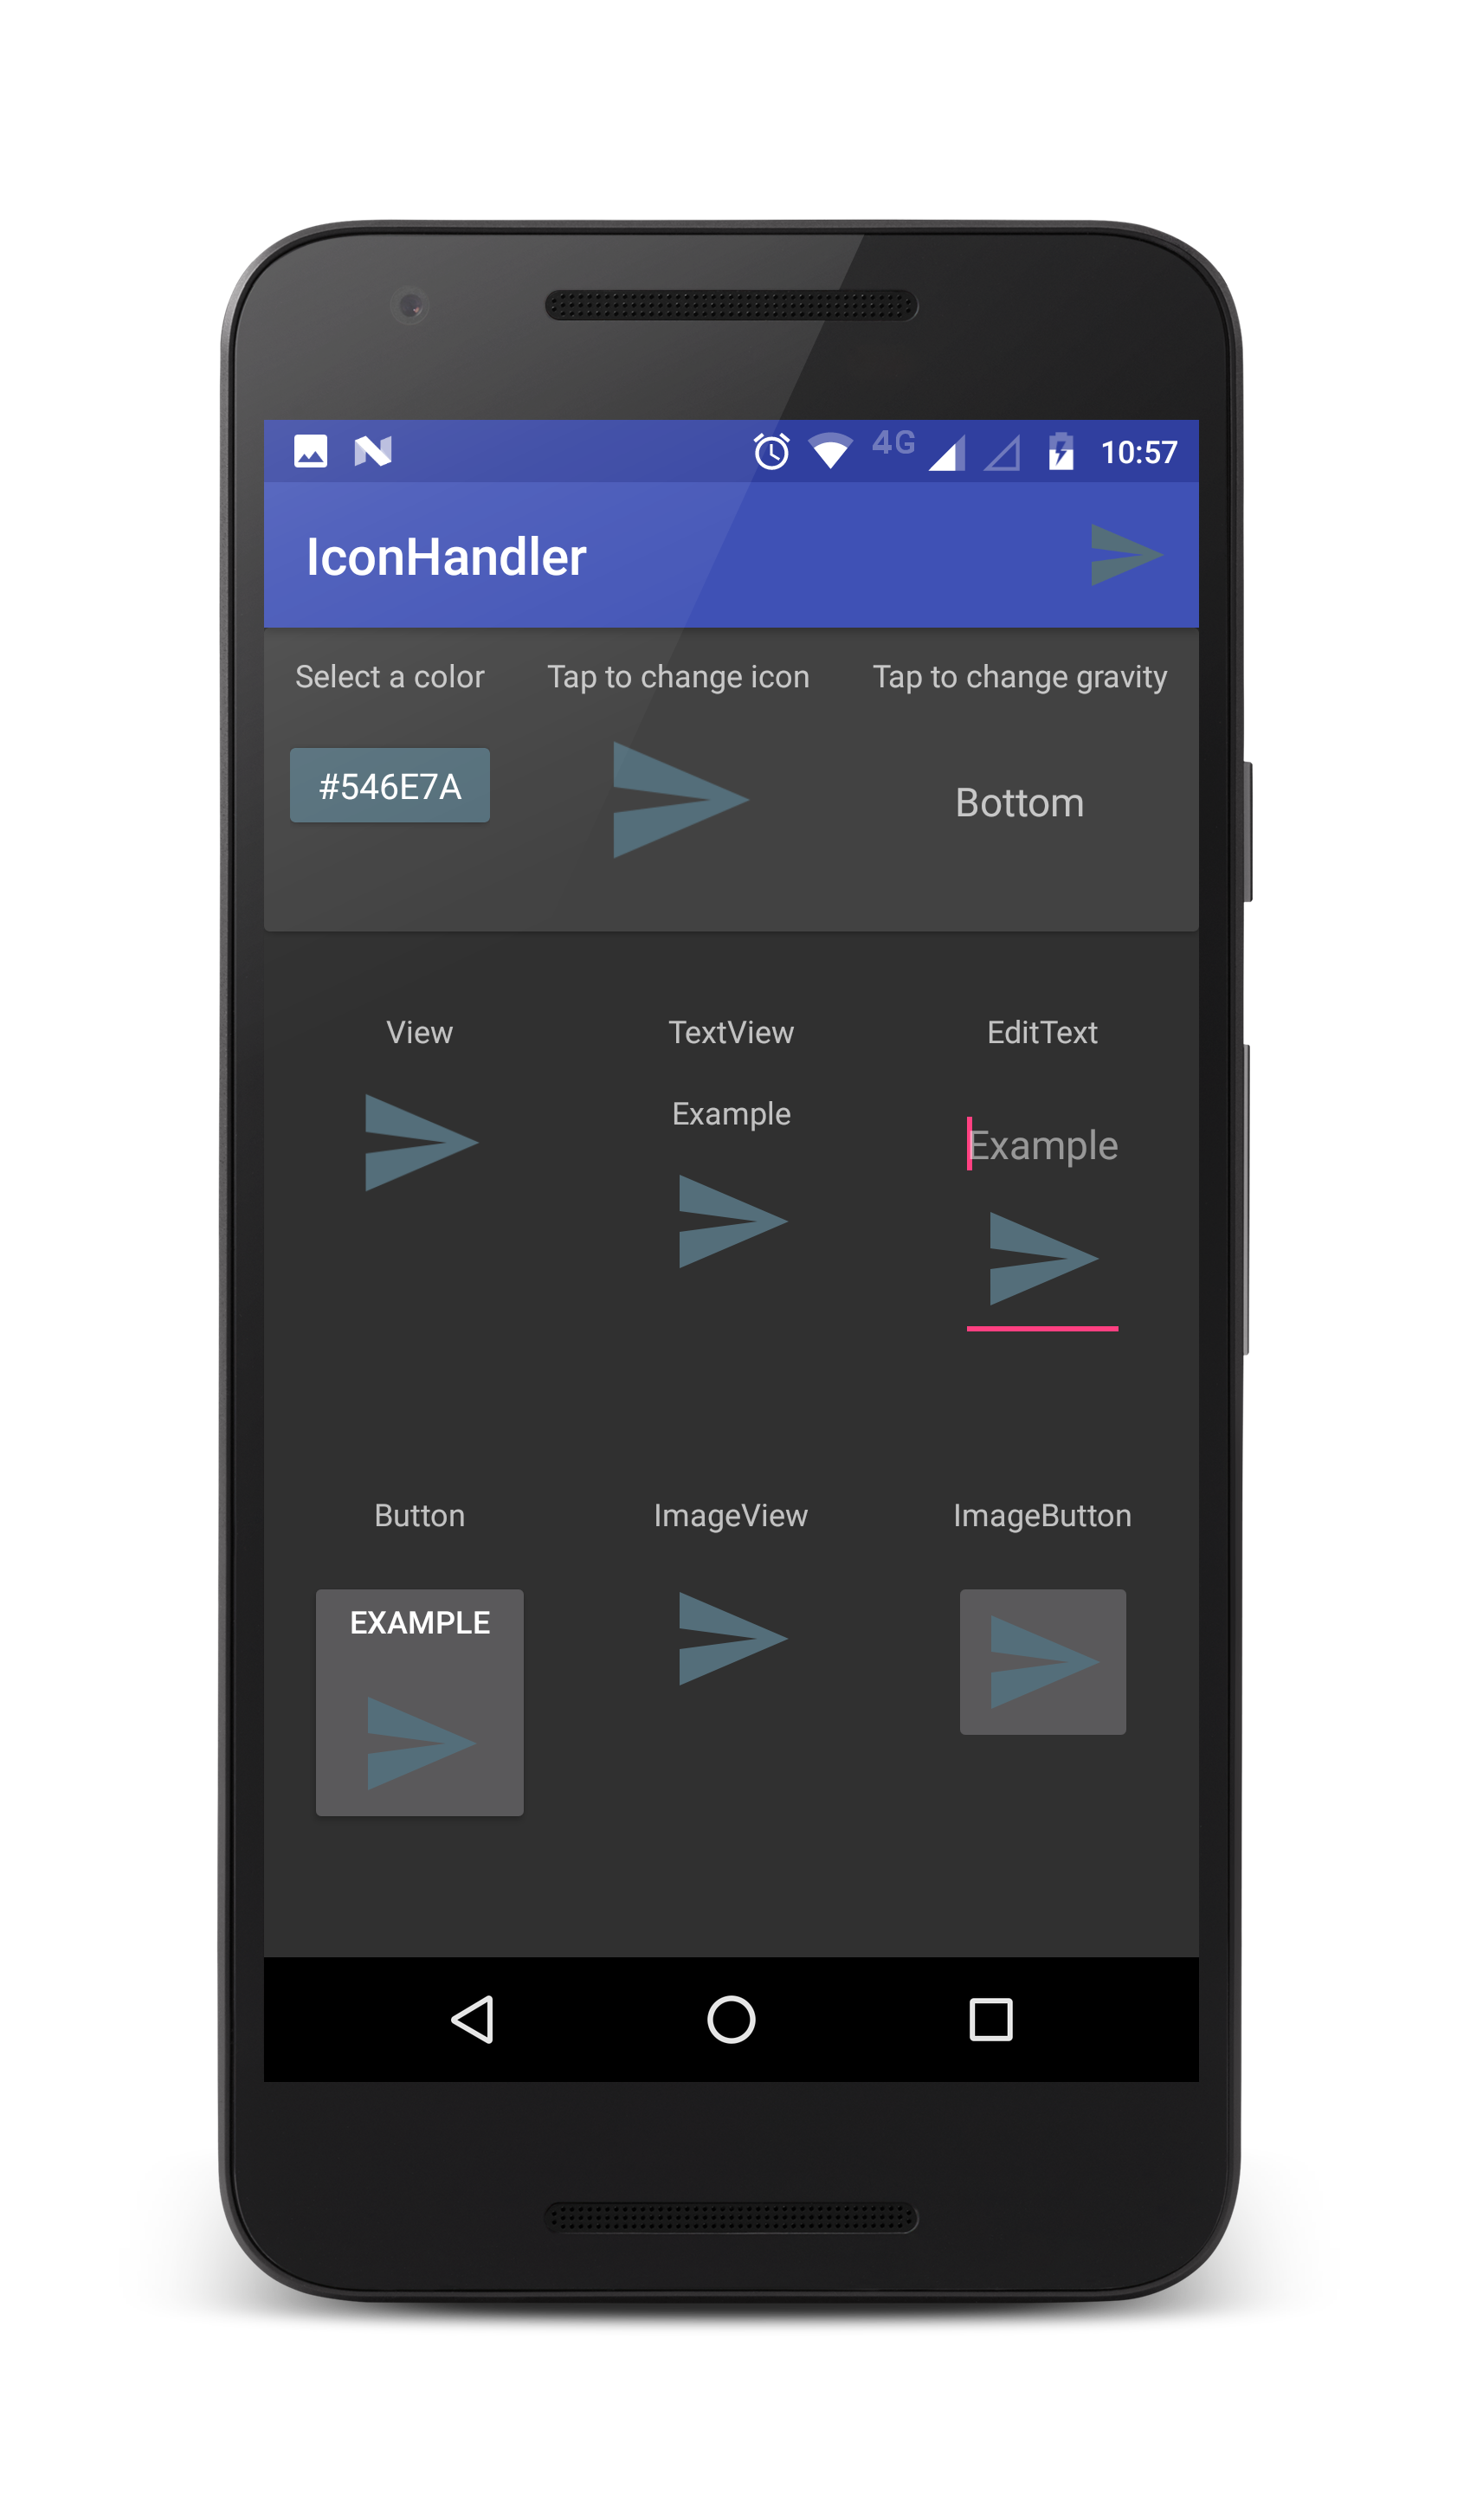 4G 10:57
IconHandler
Select a color Tap to change icon Tap to change gravity
#546E7A Bottom
View TextView EditText
Example Example
Button ImageView ImageButton
EXAMPLE